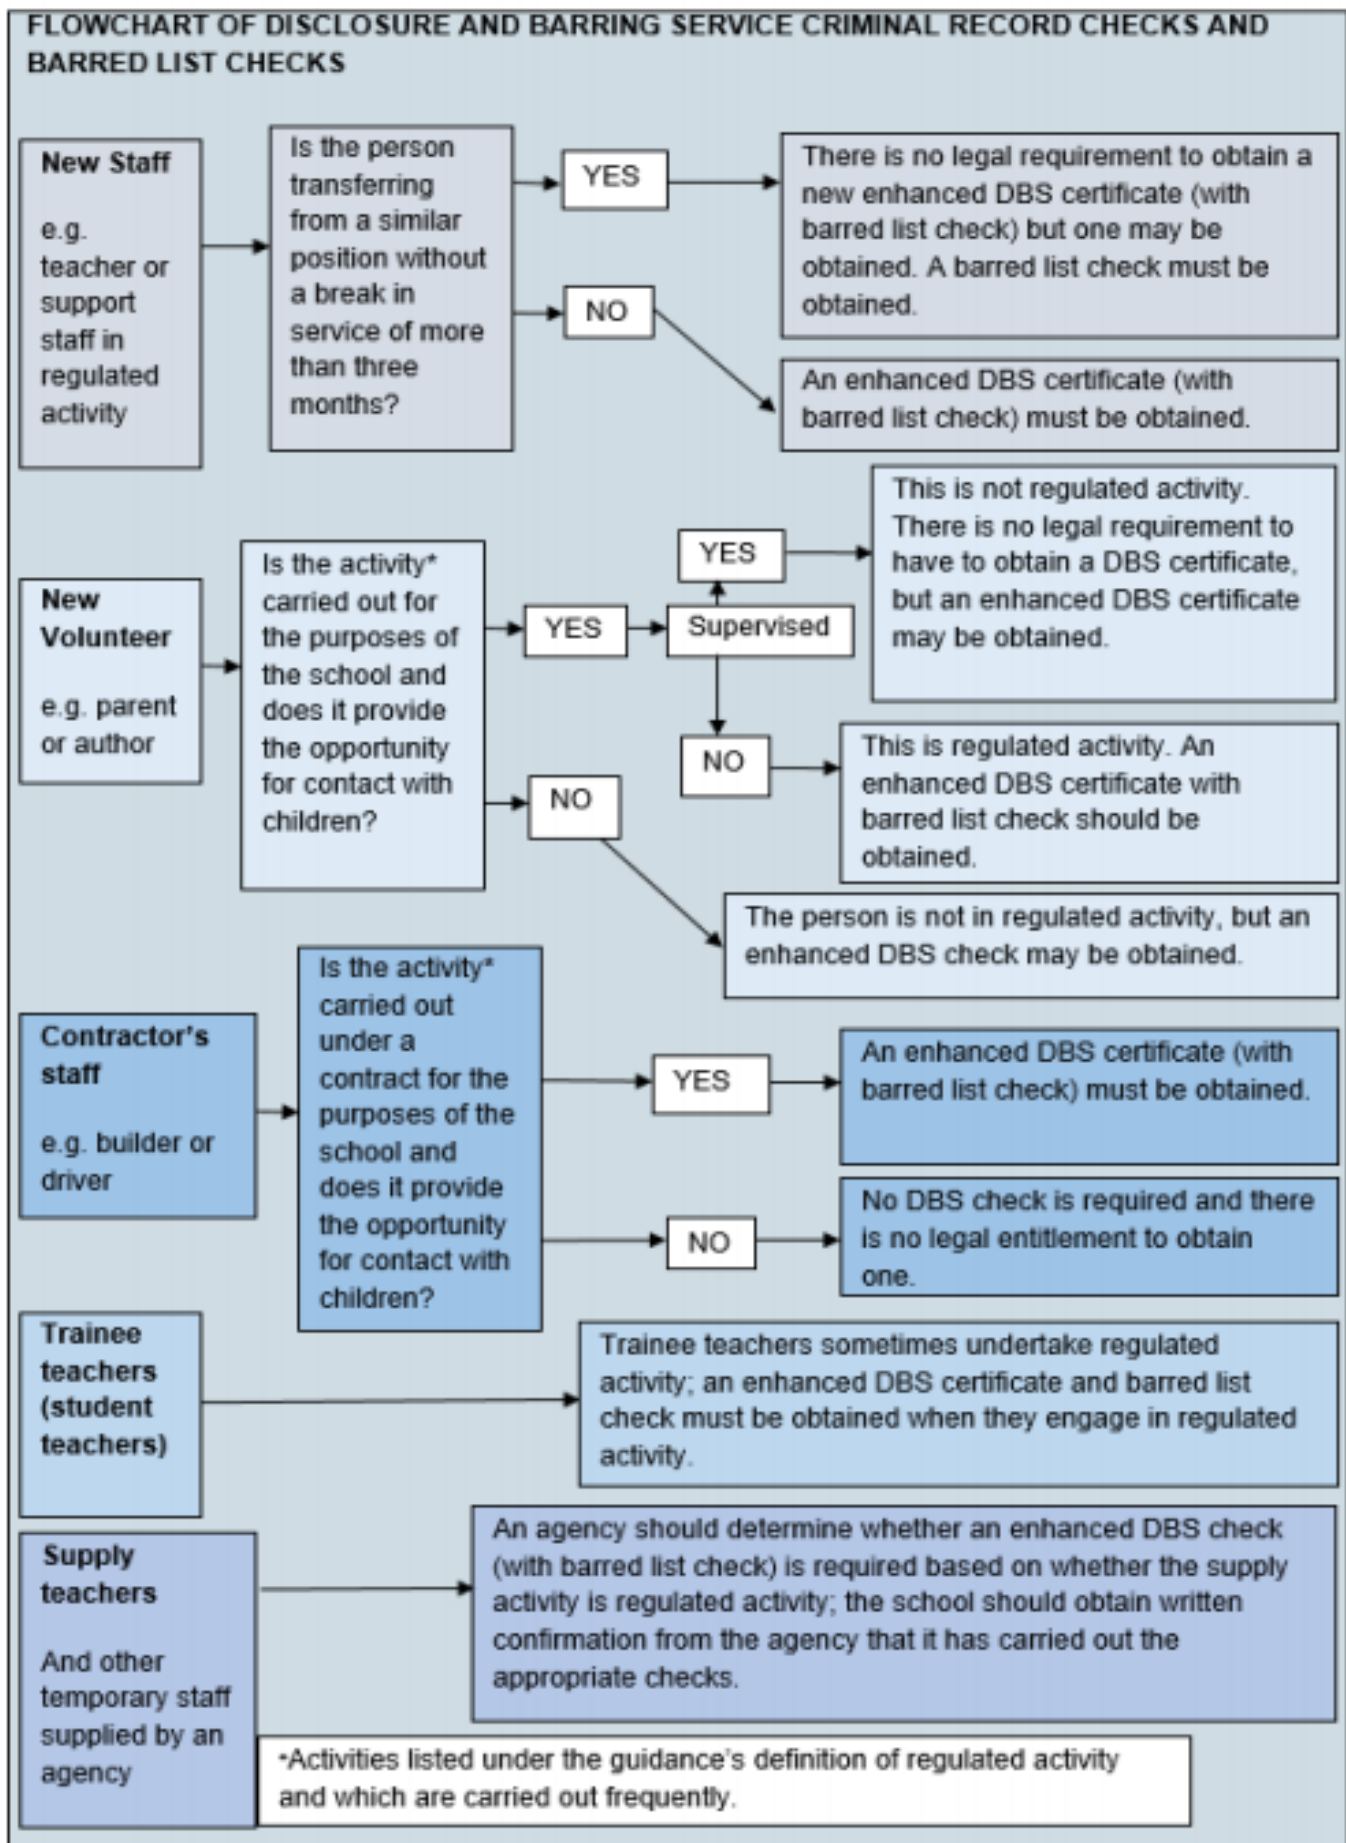 FLOWCHART OF DISCLOSURE AND BARRING SERVICE CRIMINAL RECORD CHECKS AND
BARRED LIST CHECKS
New Staff
e.g.
teacher or
support
staff in
regulated
activity
Is the person
transferring
from a similar
position without
a break in
service of more
than three
months?
YES
There is no legal requirement to obtain a
new enhanced DBS certificate (with
barred list check) but one may be
obtained. A barred list check must be
obtained.
NO
An enhanced DBS certificate (with
barred list check) must be obtained.
New
Volunteer
e.g. parent
or author
Is the activity*
carried out for
the purposes of
the school and
does it provide
the opportunity
for contact with
children?
YES
Supervised
YES
This is not regulated activity.
There is no legal requirement to
have to obtain a DBS certificate,
but an enhanced DBS certificate
may be obtained.
NO
This is regulated activity. An
enhanced DBS certificate with
barred list check should be
obtained.
NO
The person is not in regulated activity, but an
enhanced DBS check may be obtained.
Contractor's
staff
e.g. builder or
driver
Is the activity*
carried out
under a
contract for the
purposes of the
school and
does it provide
the opportunity
for contact with
children?
YES
An enhanced DBS certificate (with
barred list check) must be obtained.
NO
No DBS check is required and there
is no legal entitlement to obtain
one.
Trainee
teachers
(student
teachers)
Trainee teachers sometimes undertake regulated
activity; an enhanced DBS certificate and barred list
check must be obtained when they engage in regulated
activity.
Supply
teachers
And other
temporary staff
supplied by an
agency
An agency should determine whether an enhanced DBS check
(with barred list check) is required based on whether the supply
activity is regulated activity; the school should obtain written
confirmation from the agency that it has carried out the
appropriate checks.
*Activities listed under the guidance's definition of regulated activity
and which are carried out frequently.